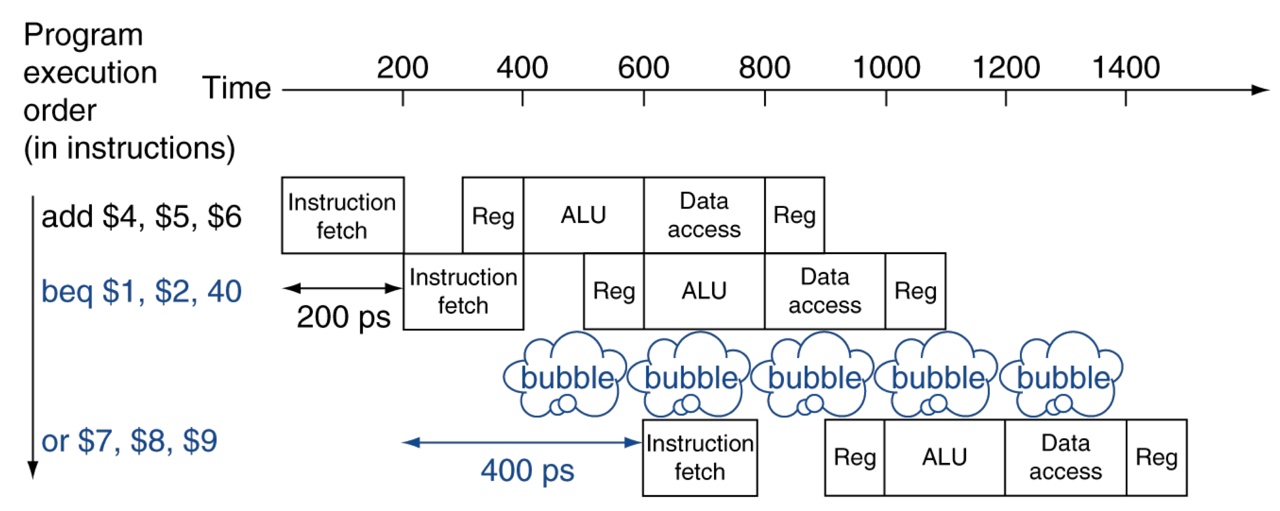 Program
execution
order
(in instructions)
Time
200 400 600 800 1000 1200 1400
add $4, $5, $6
Instruction
fetch
Reg
ALU
Data
access
Reg
beq $1, $2, 40
200 ps
Instruction
fetch
Reg
ALU
Data
access
Reg
bubble bubble bubble bubble bubble
or $7, $8, $9
400 ps
Instruction
fetch
Reg
ALU
Data
access
Reg